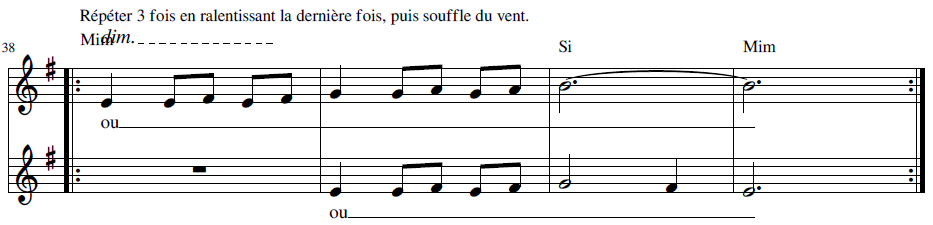 Répéter 3 fois en ralentissant la dernière fois, puis souffle du vent.
Mim dim.
38 Si Mim
ou
ou